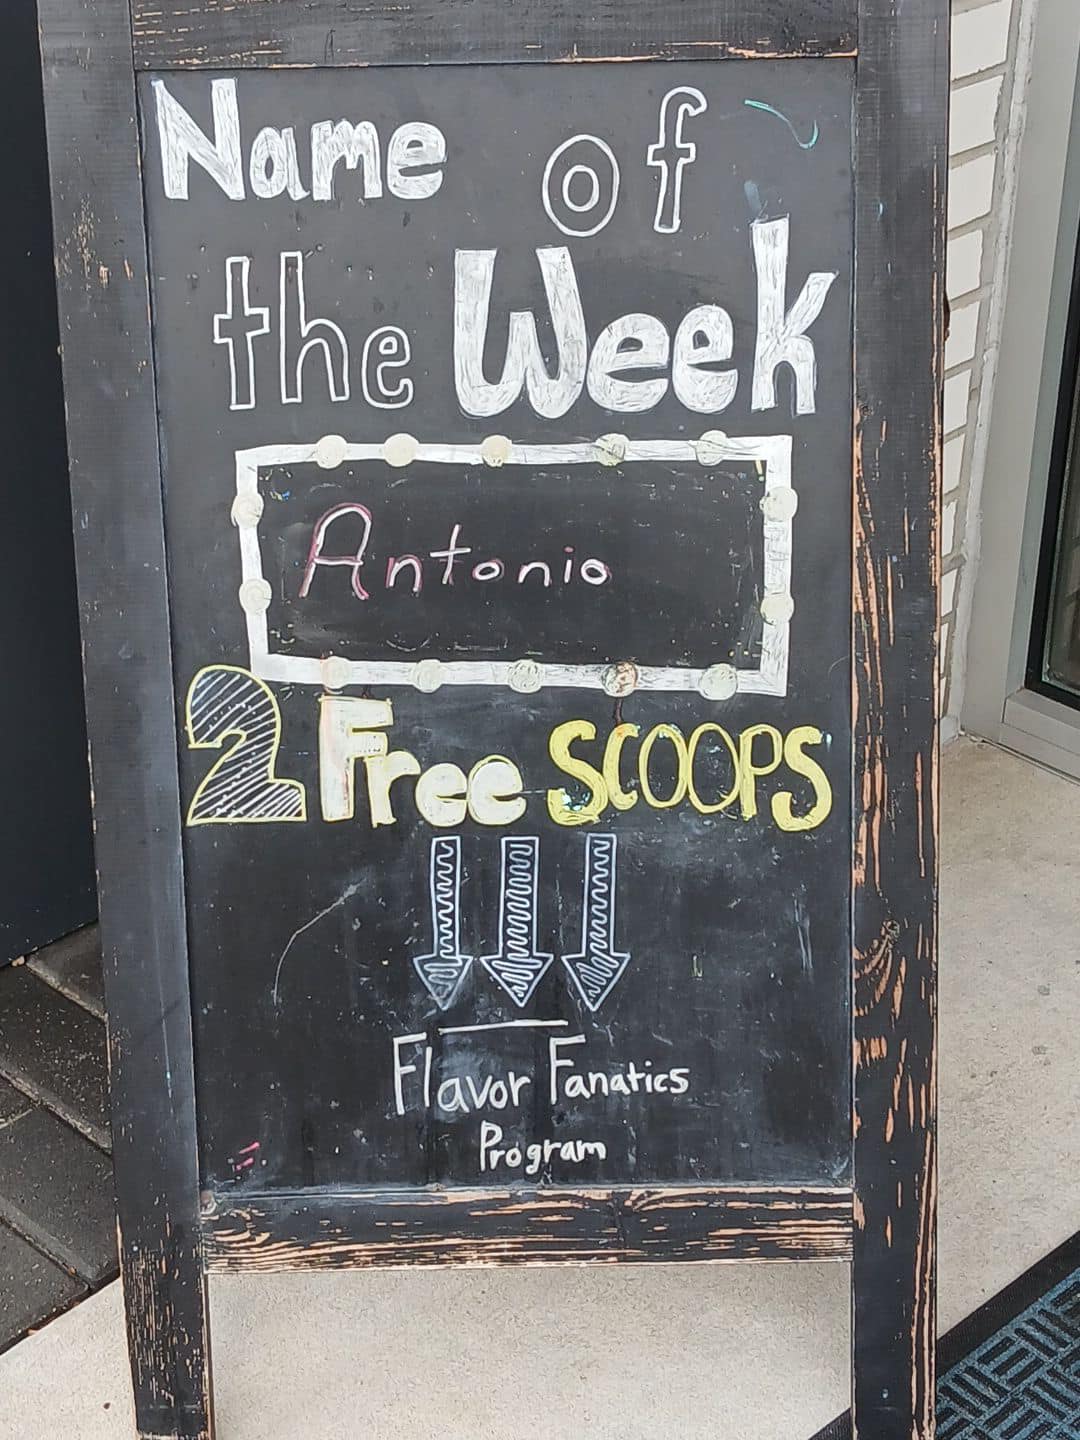 Name of
the Week
Antonio
2 Free SCOOPS
Flavor Fanatics
Program